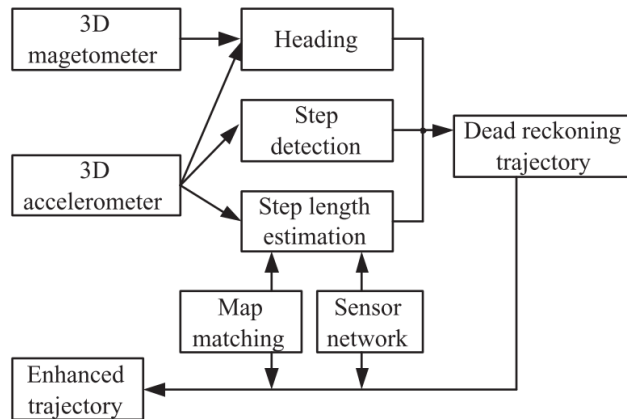 3D
magetometer
Heading
Step
detection
Dead reckoning
trajectory
3D
accelerometer
Step length
estimation
Map
matching
Sensor
network
Enhanced
trajectory